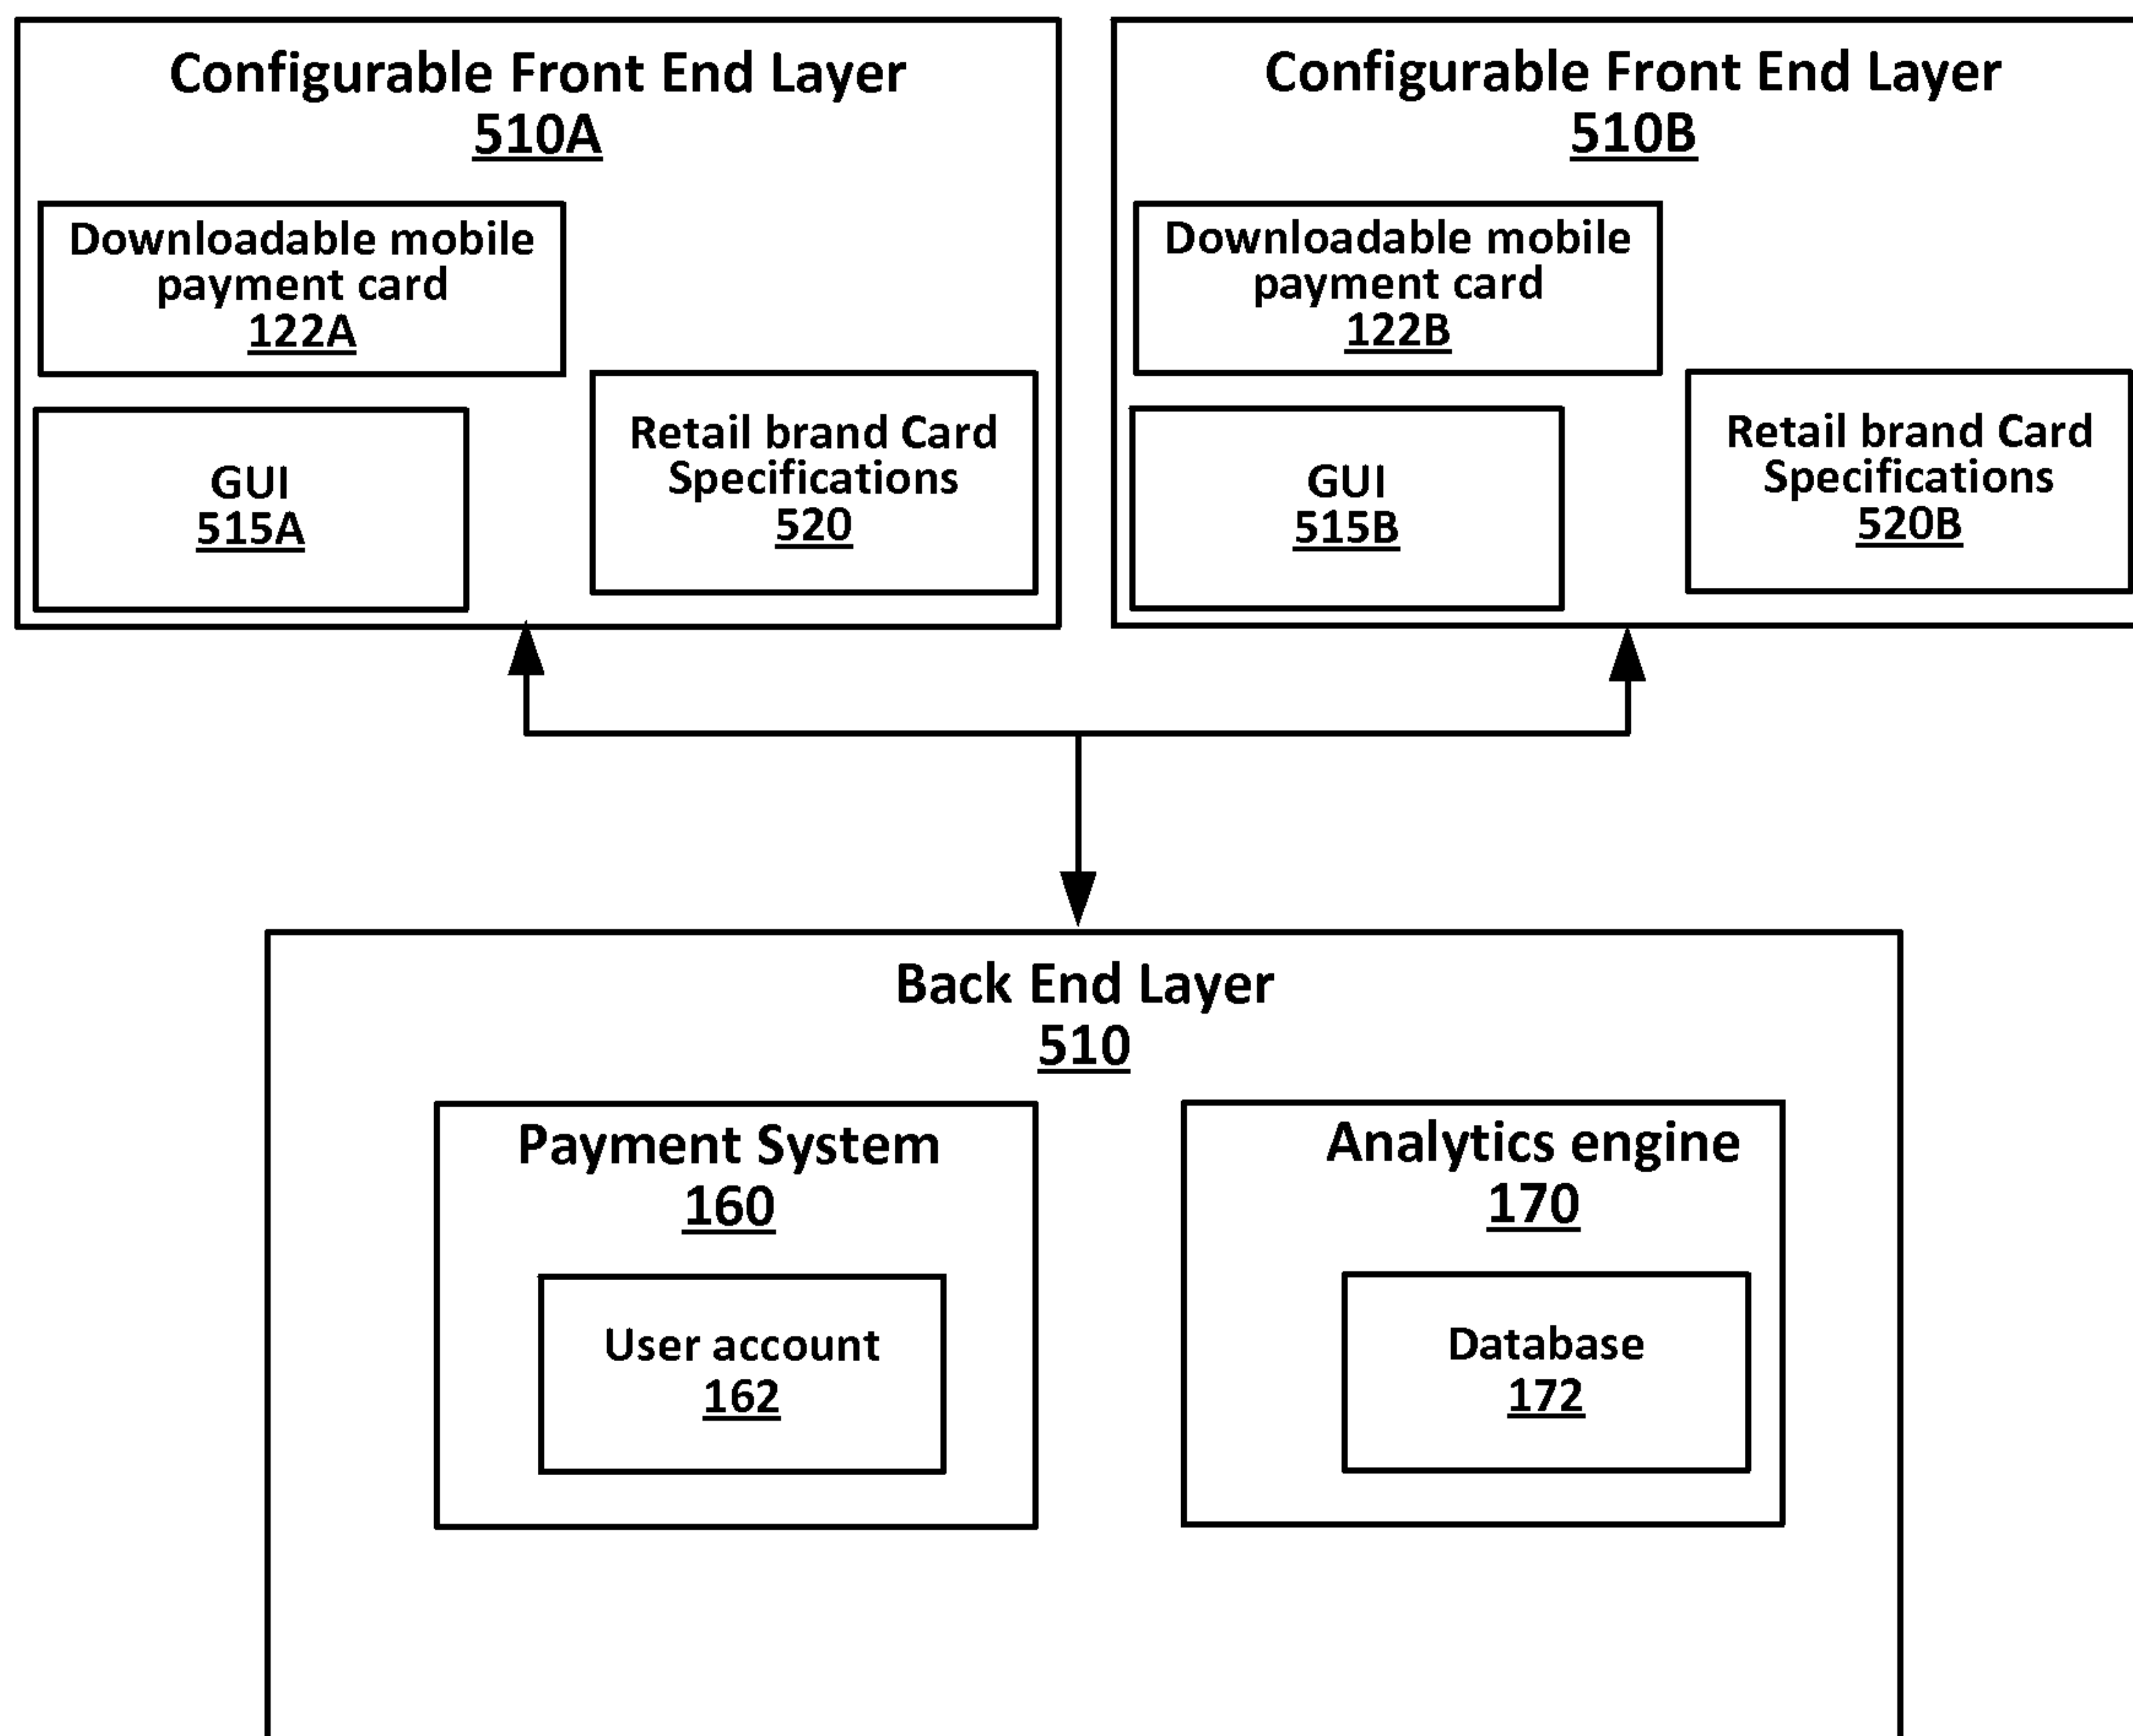 Configurable Front End Layer
510A
Downloadable mobile
payment card
122A
GUI
515A
Retail brand Card
Specifications
520
Configurable Front End Layer
510B
Downloadable mobile
payment card
122B
GUI
515B
Retail brand Card
Specifications
520B
Back End Layer
510
Payment System
160
User account
162
Analytics engine
170
Database
172